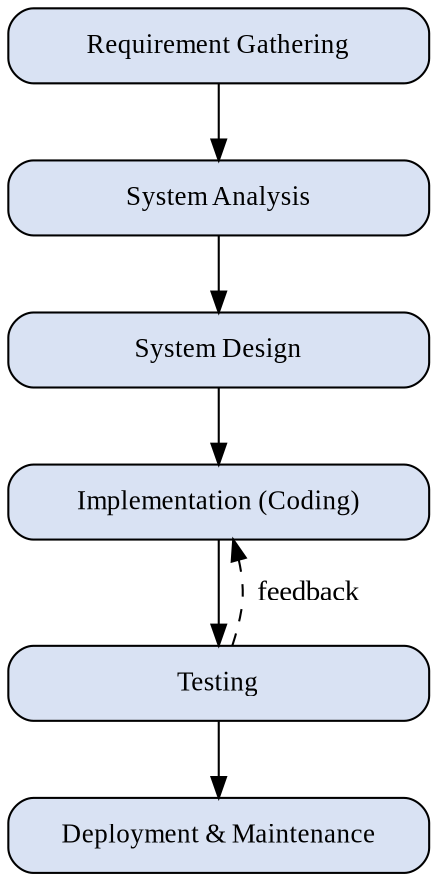 Requirement Gathering
System Analysis
System Design
Implementation (Coding)
feedback
Testing
Deployment & Maintenance